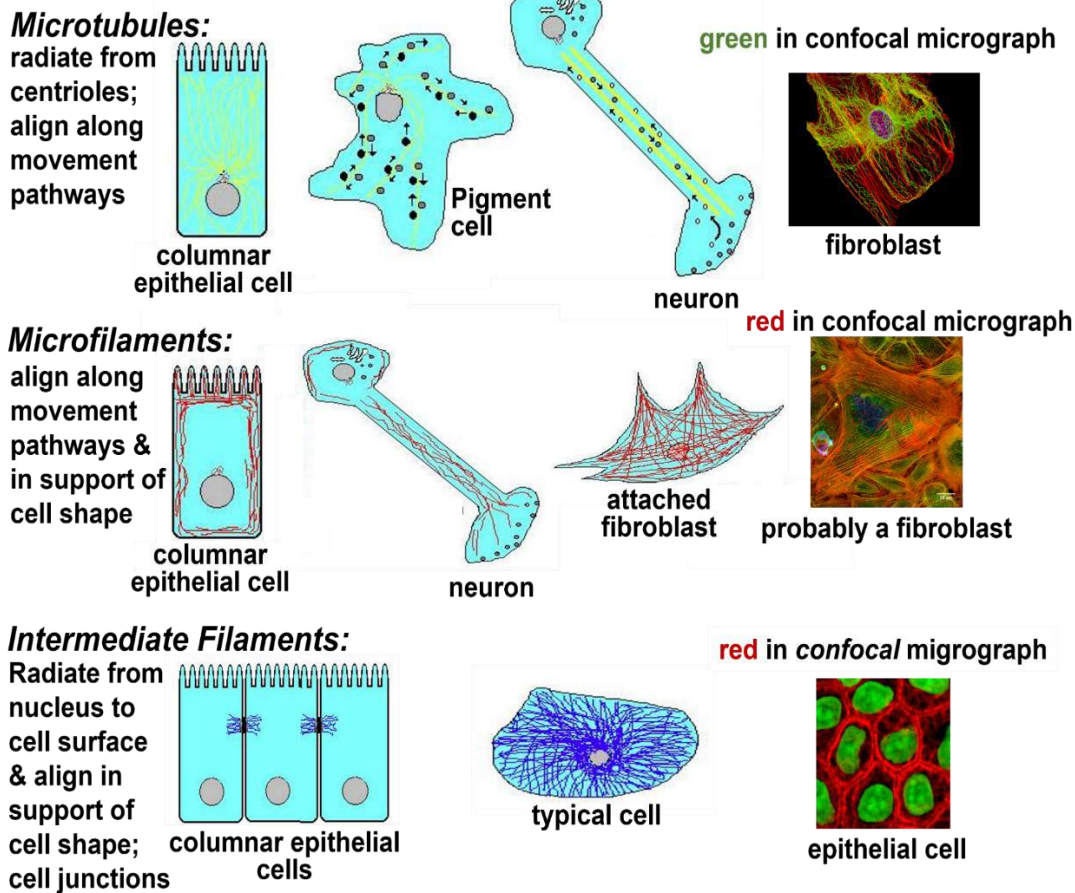 Microtubules:
radiate from
centrioles;
align along
movement
pathways
columnar
epithelial cell
Pigment
cell
neuron
green in confocal micrograph
fibroblast
Microfilaments:
align along
movement
pathways &
in support of
cell shape
columnar
epithelial cell
neuron
attached
fibroblast
red in confocal micrograph
probably a fibroblast
Intermediate Filaments:
Radiate from
nucleus to
cell surface
& align in
support of
cell shape;
cell junctions
columnar epithelial
cells
typical cell
red in confocal migrograph
epithelial cell